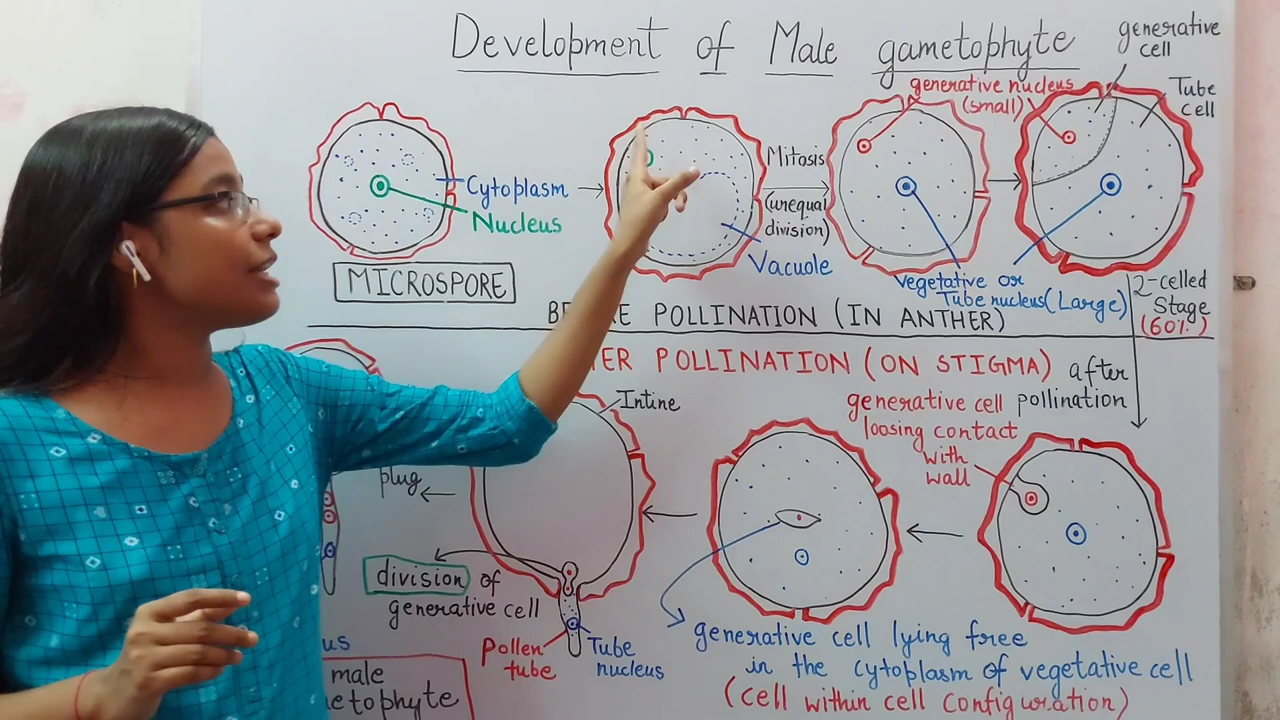 Development of Male gametophyte
generative
cell
generative nucleus
(small)
Tube
cell
Cytoplasm
Nucleus
MICROSPORE
Mitosis
(unequal
division)
Vacuole
vegetative or
Tube nucleus (Large)
2-celled
Stage
(60%)
POLLINATION (IN ANTHER)
POLLINATION (ON STIGMA)
after
pollination
Intine
generative cell
loosing contact
with
wall
plug
division of
generative cell
Pollen
tube
Tube
nucleus
generative cell lying free
in the cytoplasm of vegetative cell
(cell within cell configuration)
male